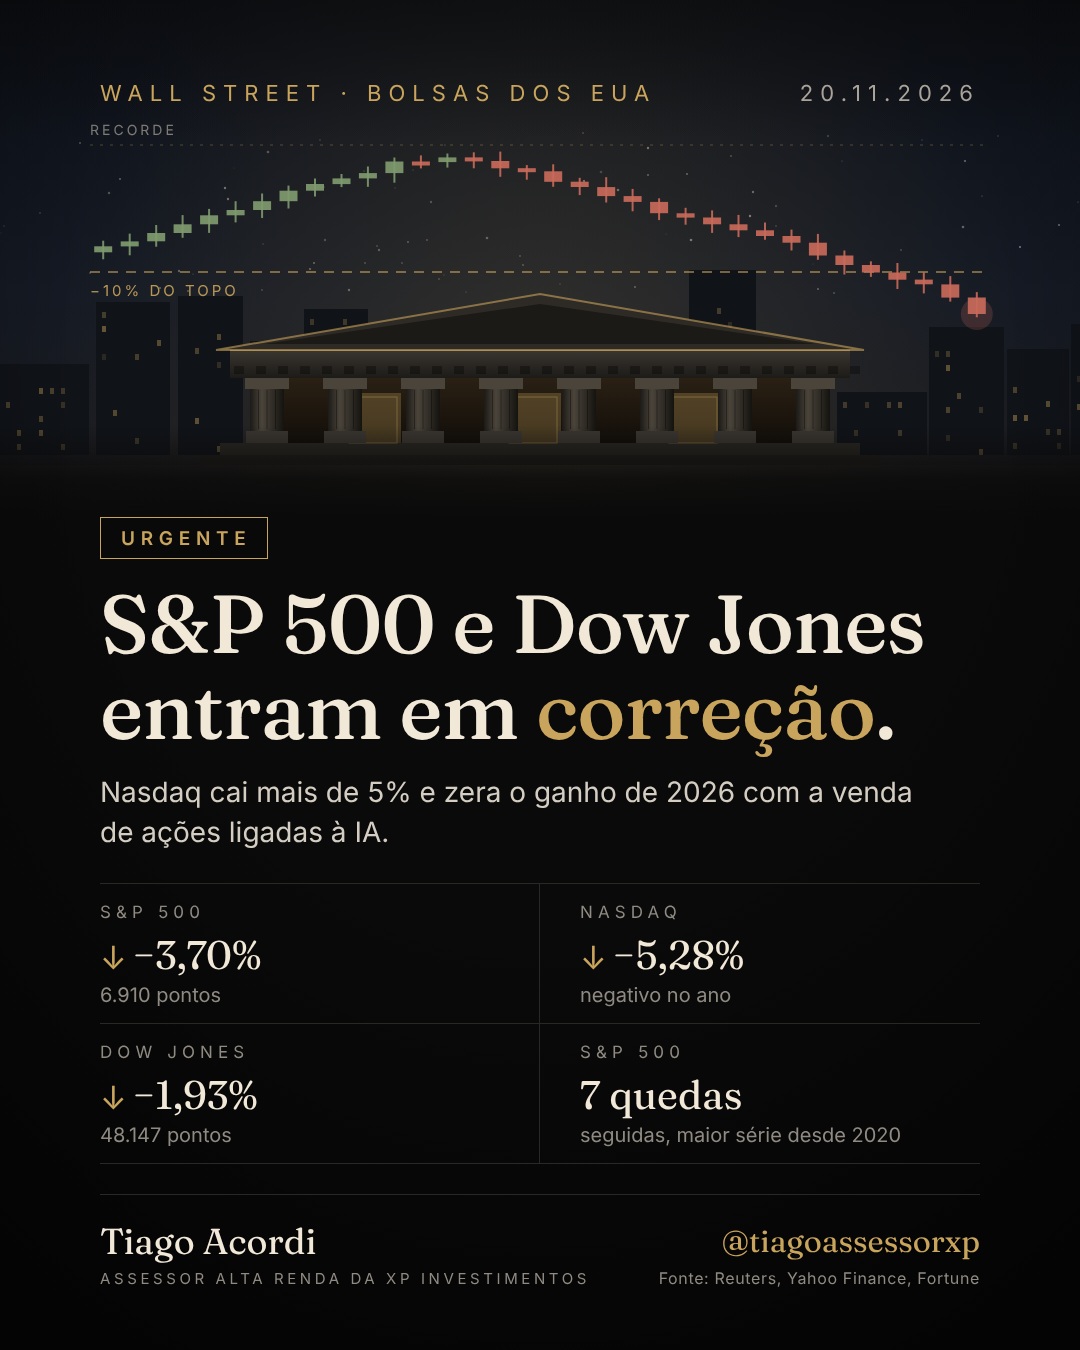 WALL STREET · BOLSAS DOS EUA
20.11.2026
RECORDE
−10% DO TOPO
URGENTE
S&P 500 e Dow Jones
entram em correção.
Nasdaq cai mais de 5% e zera o ganho de 2026 com a venda
de ações ligadas à IA.
S&P 500
↓ −3,70%
6.910 pontos
NASDAQ
↓ −5,28%
negativo no ano
DOW JONES
↓ −1,93%
48.147 pontos
S&P 500
7 quedas
seguidas, maior série desde 2020
Tiago Acordi
ASSESSOR ALTA RENDA DA XP INVESTIMENTOS
@tiagoassessorxp
Fonte: Reuters, Yahoo Finance, Fortune